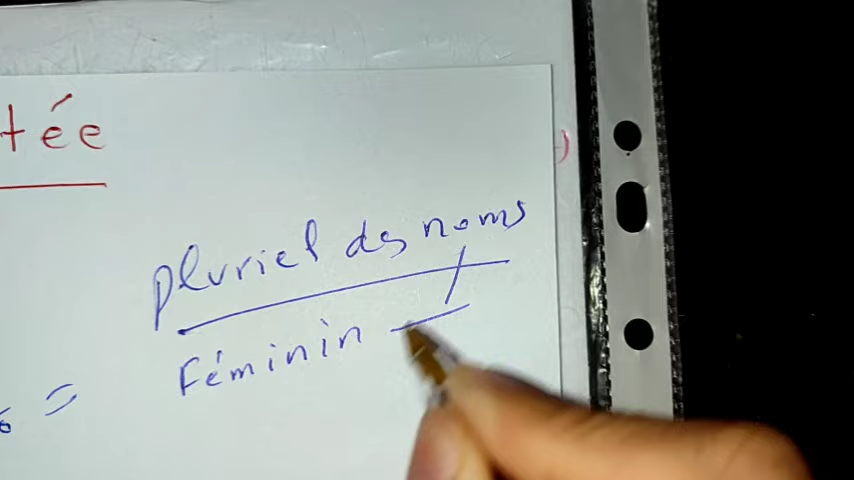 tée
pluriel des noms
Féminin
=